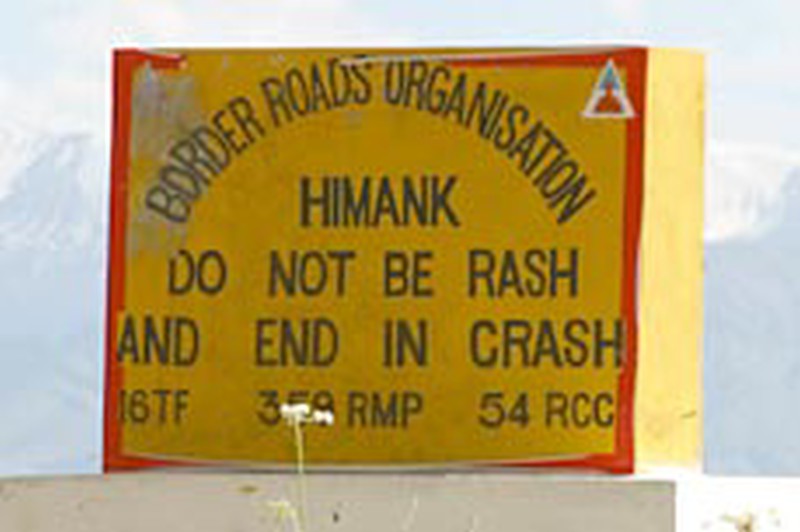 BORDER ROADS ORGANISATION
HIMANK
DO NOT BE RASH
AND END IN CRASH
16TF RMP 54 RCC